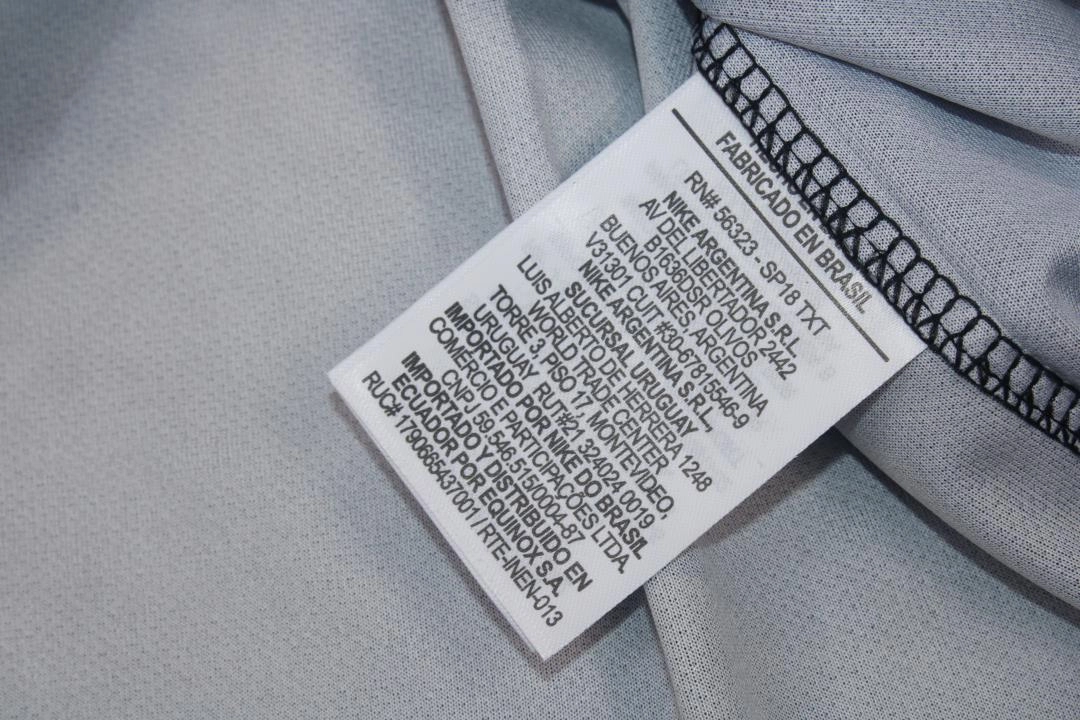 FABRICADO EN BRASIL
RN# 56323 - SP18 TXT
NIKE ARGENTINA S.R.L,
AV DEL LIBERTADOR 2442
B1636DSR OLIVOS
BUENOS AIRES, ARGENTINA
V31301 CUIT #30-67815546-9
NIKE ARGENTINA S.R.L,
SUCURSAL URUGUAY
LUIS ALBERTO DE HERRERA 1248
WORLD TRADE CENTER
TORRE 3, PISO 17, MONTEVIDEO,
URUGUAY, RUT#21 324024 0019
IMPORTADO POR NIKE DO BRASIL
COMÉRCIO E PARTICIPAÇÕES LTDA.
CNPJ 59.546.515/0004-87
IMPORTADO Y DISTRIBUIDO EN
ECUADOR POR EQUINOX S.A.
RUC# 1790665437001 / RTE-INEN-013